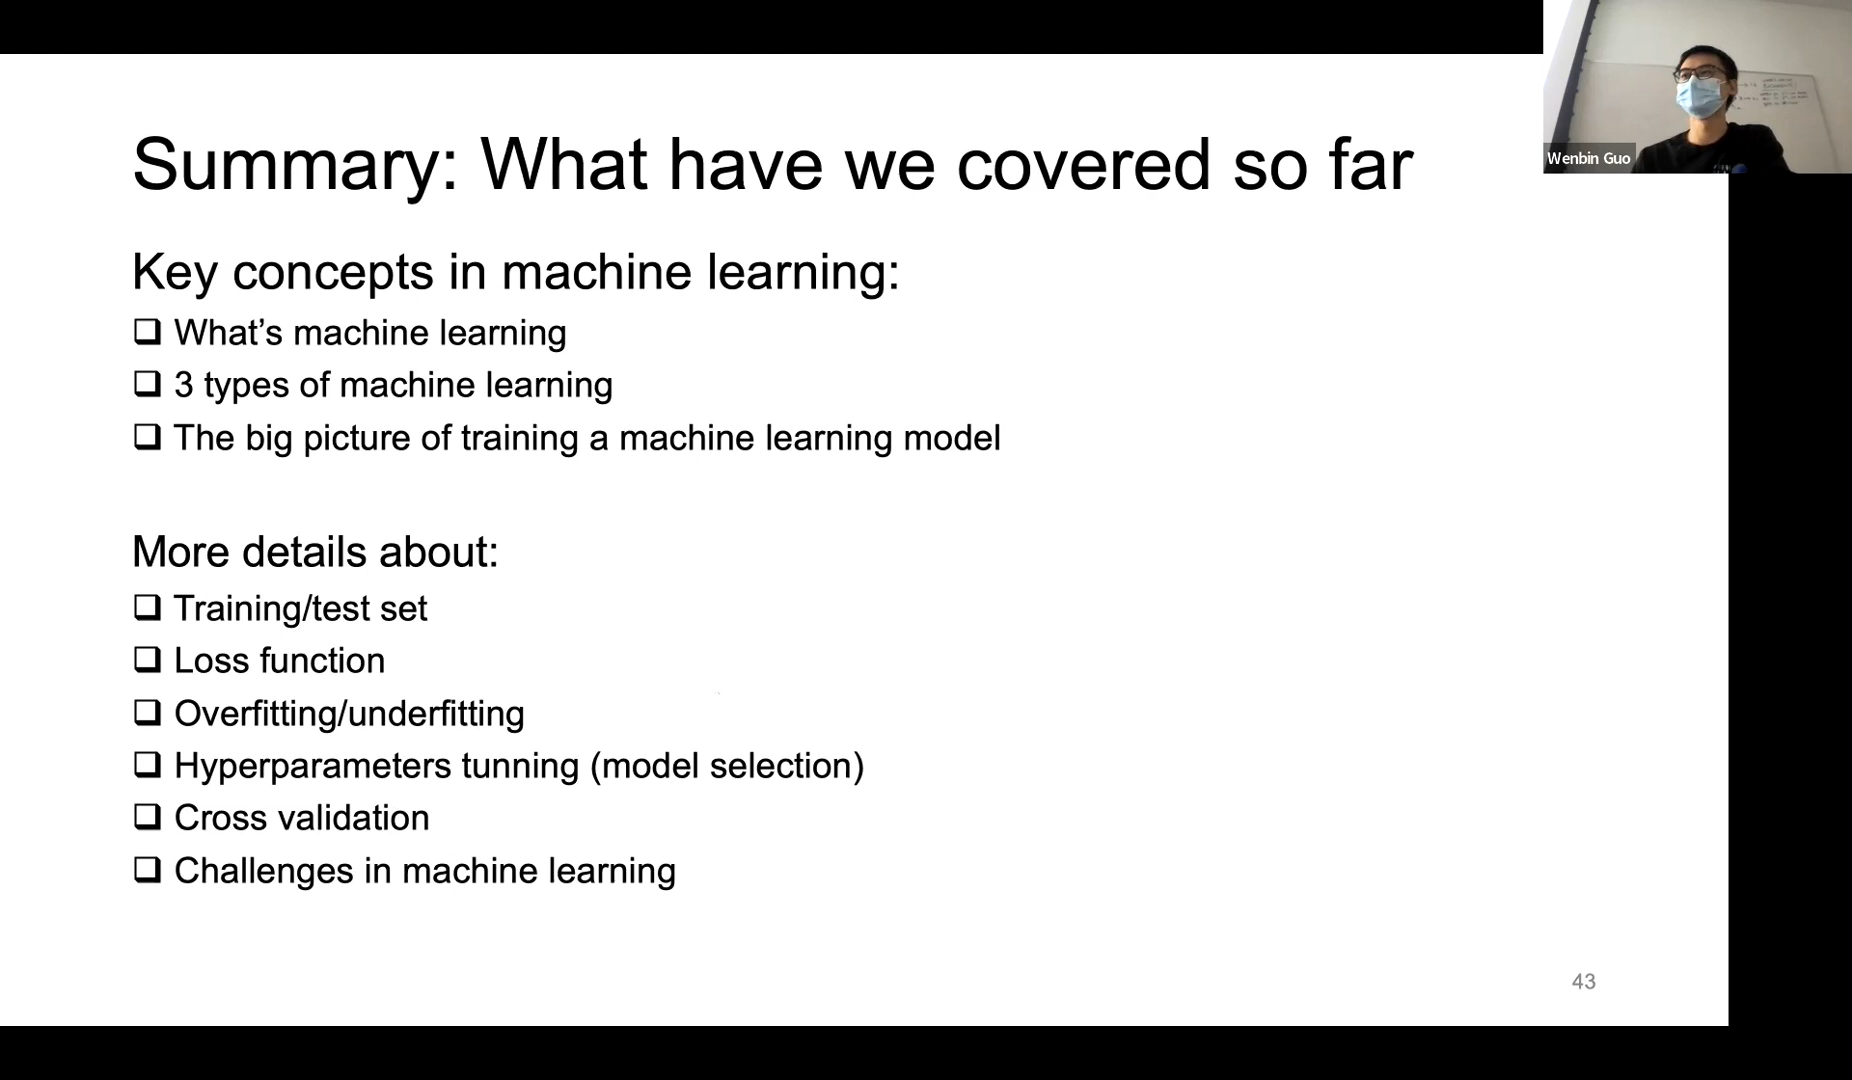 Summary: What have we covered so far
Key concepts in machine learning:
What’s machine learning
3 types of machine learning
The big picture of training a machine learning model
More details about:
Training/test set
Loss function
Overfitting/underfitting
Hyperparameters tunning (model selection)
Cross validation
Challenges in machine learning
43
Wenbin Guo